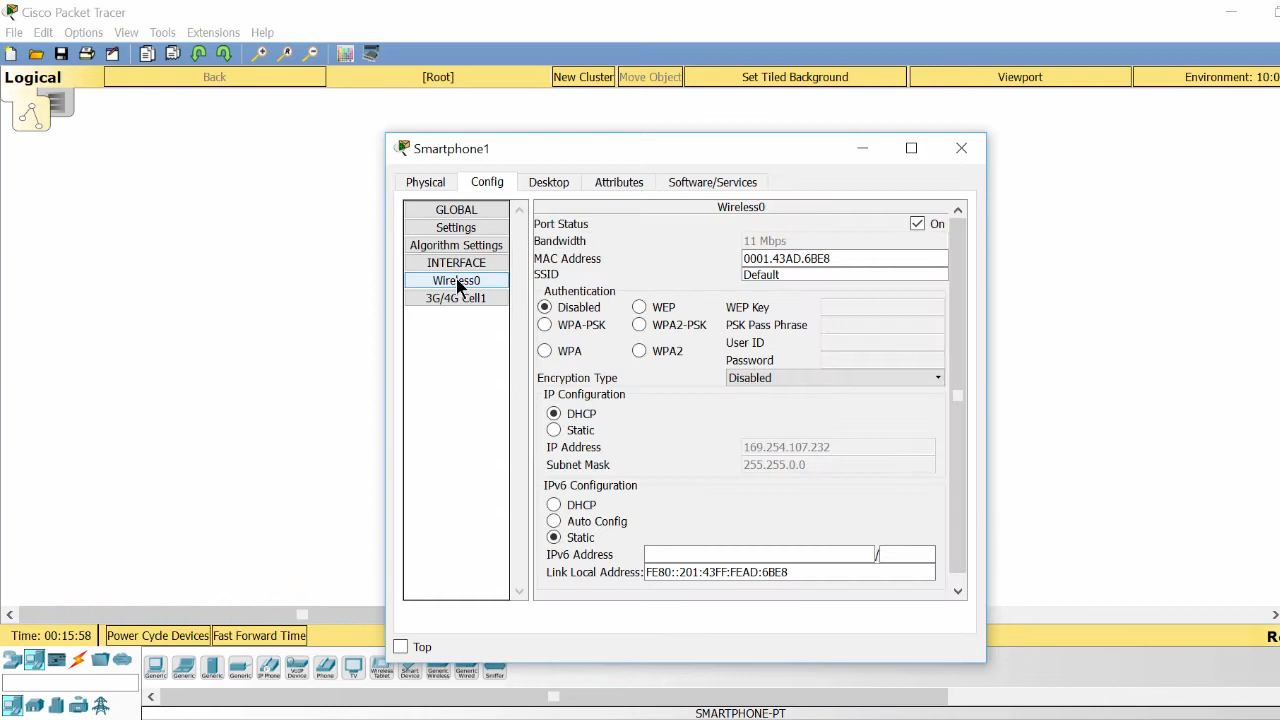 Cisco Packet Tracer
File Edit Options View Tools Extensions Help
Logical Back [Root] New Cluster Move Object Set Tiled Background Viewport Environment: 10:0
Smartphone1
Physical Config Desktop Attributes Software/Services
GLOBAL
Settings
Algorithm Settings
INTERFACE
Wireless0
3G/4G Cell1
Wireless0
Port Status On
Bandwidth 11 Mbps
MAC Address 0001.43AD.6BE8
SSID Default
Authentication
Disabled WEP WEP Key
WPA-PSK WPA2-PSK PSK Pass Phrase
User ID
WPA WPA2
Password
Encryption Type Disabled
IP Configuration
DHCP
Static
IP Address 169.254.107.232
Subnet Mask 255.255.0.0
IPv6 Configuration
DHCP
Auto Config
Static
IPv6 Address /
Link Local Address: FE80::201:43FF:FEAD:6BE8
Top
Time: 00:15:58 Power Cycle Devices Fast Forward Time Re
Generic Generic Generic Generic IP Phone VoIP Device Phone TV Wireless Tablet Smart Device Generic Wireless Generic Wired Sniffer
SMARTPHONE-PT